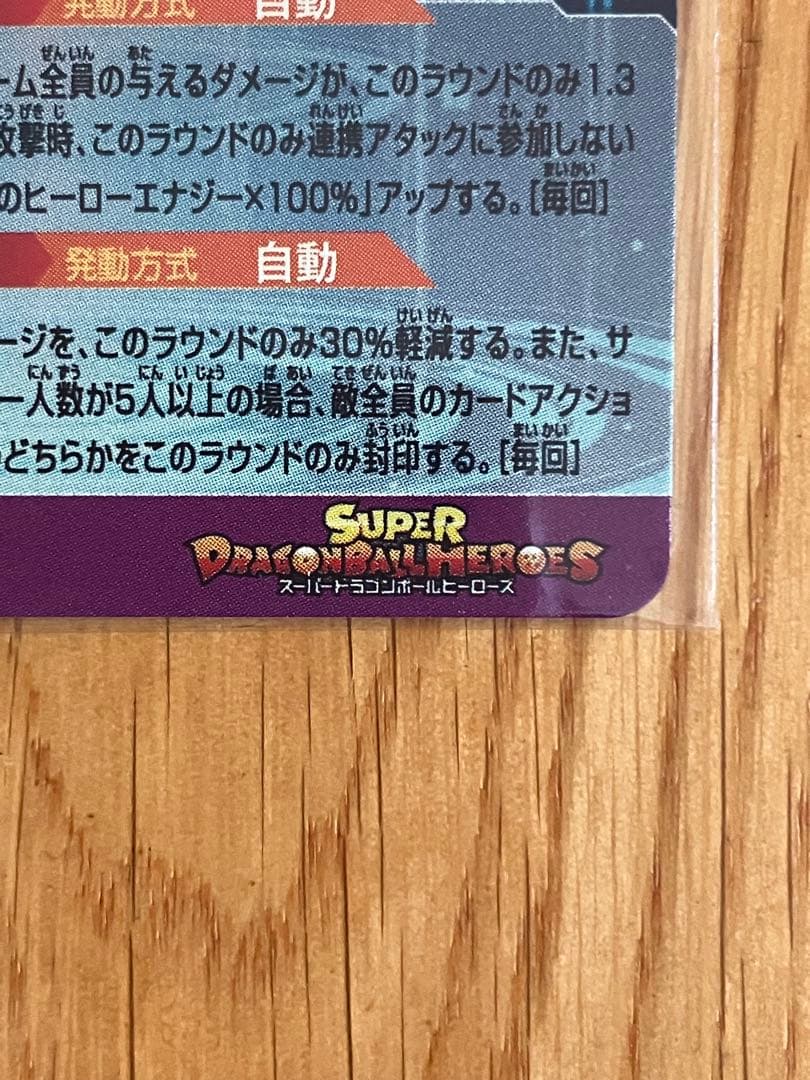 発動方式 自動
ーム全員の与えるダメージが、このラウンドのみ1.3
攻撃時、このラウンドのみ連携アタックに参加しない
のヒーローエナジー×100%」アップする。[毎回]
発動方式 自動
ージを、このラウンドのみ30%軽減する。また、サ
ー人数が5人以上の場合、敵全員のカードアクショ
どちらかをこのラウンドのみ封印する。[毎回]
SUPER
DRAGONBALL HEROES
スーパードラゴンボールヒーローズ